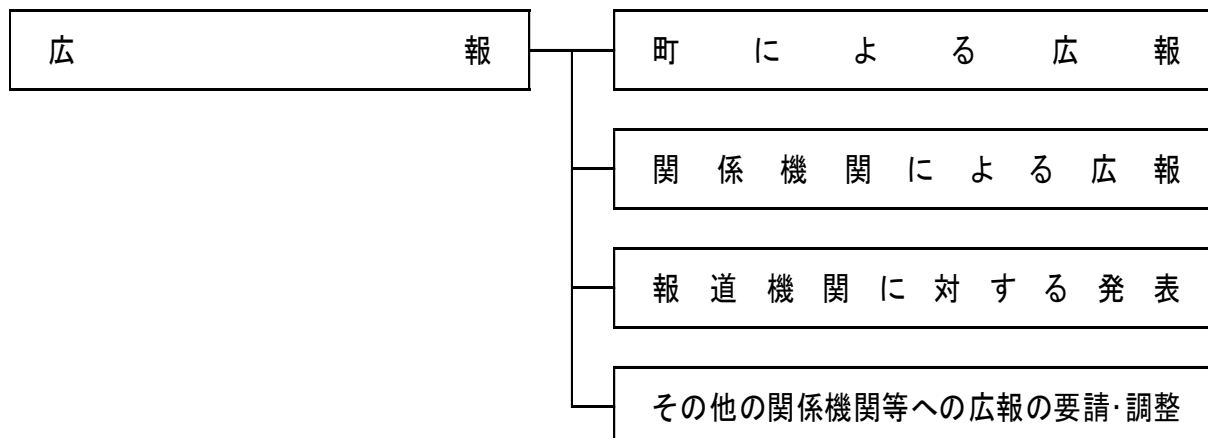 広報
町による広報
関係機関による広報
報道機関に対する発表
その他の関係機関等への広報の要請･調整